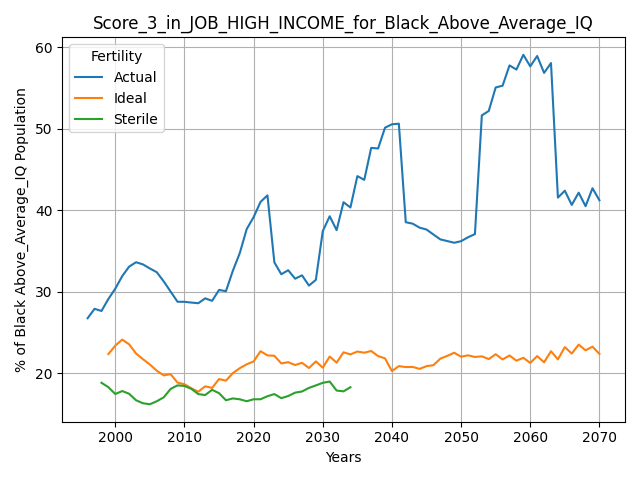 Score_3_in_JOB_HIGH_INCOME_for_Black_Above_Average_IQ
Fertility
Actual
Ideal
Sterile
% of Black Above_Average_IQ Population
60
50
40
30
20
2000 2010 2020 2030 2040 2050 2060 2070
Years